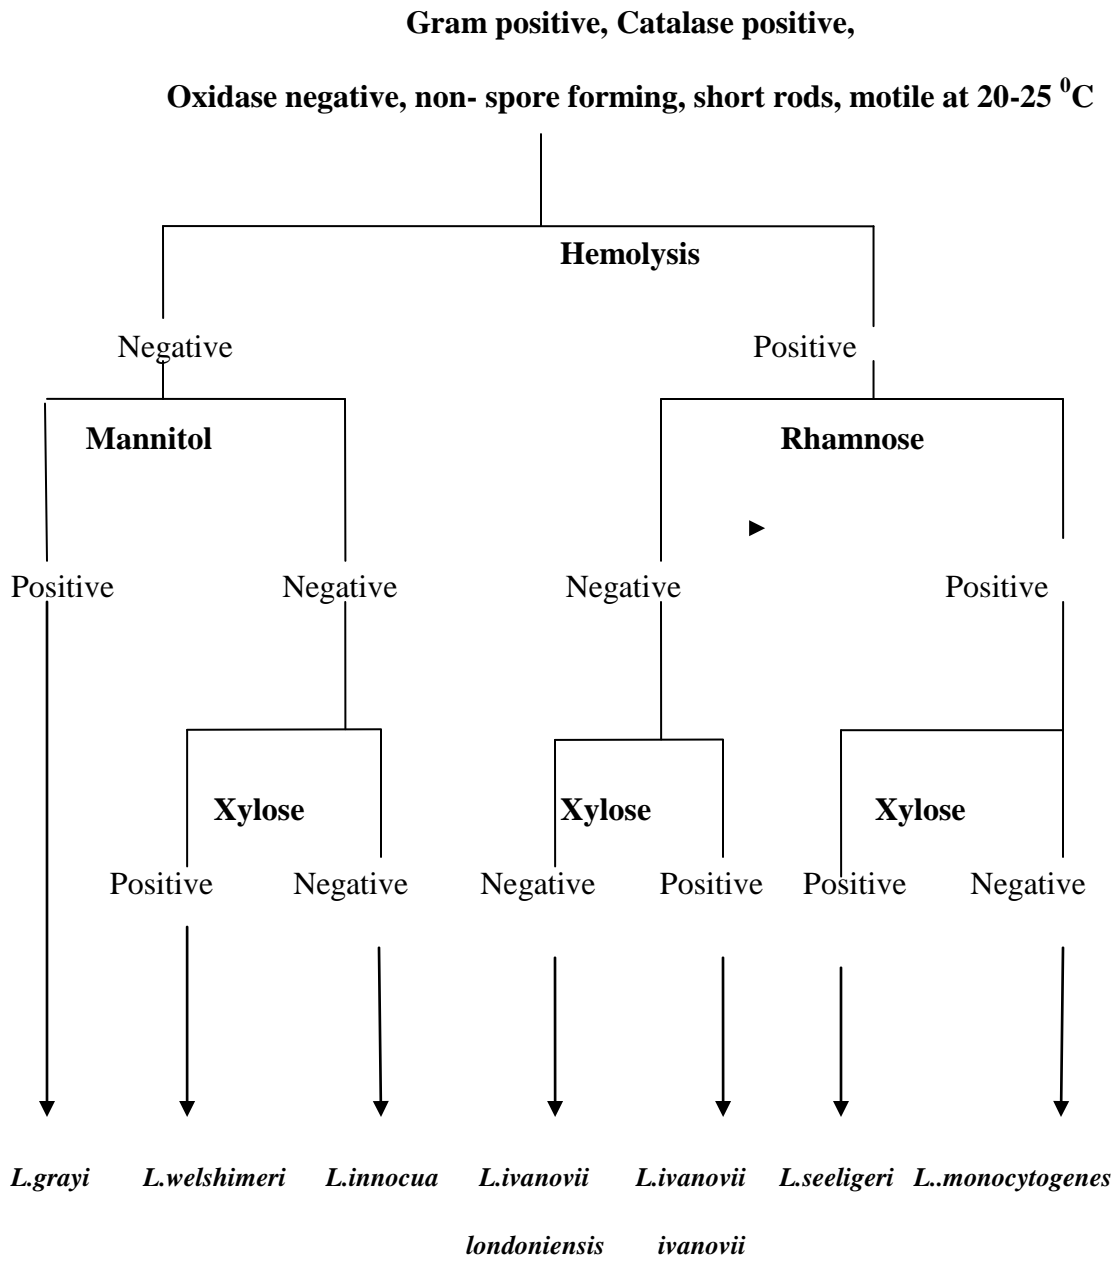 Gram positive, Catalase positive,
Oxidase negative, non- spore forming, short rods, motile at 20-25 ⁰C
Hemolysis
Negative Positive
Mannitol Rhamnose
Positive Negative Negative Positive
Xylose Xylose Xylose
Positive Negative Negative Positive Positive Negative
L.grayi L.welshimeri L.innocua L.ivanovii L.ivanovii L.seeligeri L..monocytogenes
londoniensis ivanovii